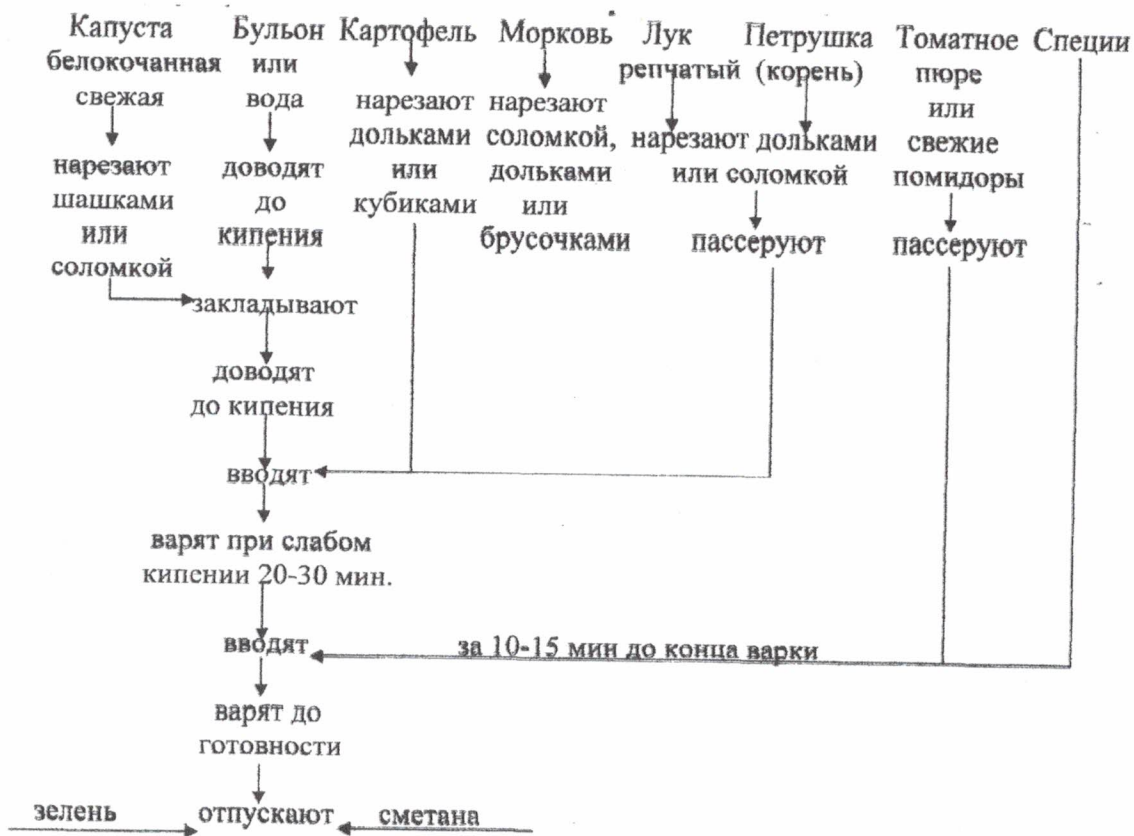 Капуста
белокочанная
свежая
нарезают
шашками
или
соломкой
Бульон
или
вода
доводят
до
кипения
закладывают
доводят
до кипения
вводят
варят при слабом
кипении 20-30 мин.
вводят
варят до
готовности
отпускают
Картофель
нарезают
дольками
или
кубиками
Морковь
нарезают
соломкой,
дольками
или
брусочками
Лук
репчатый
Петрушка
(корень)
нарезают дольками
или соломкой
пассеруют
Томатное
пюре
или
свежие
помидоры
пассеруют
Специи
за 10-15 мин до конца варки
зелень
сметана